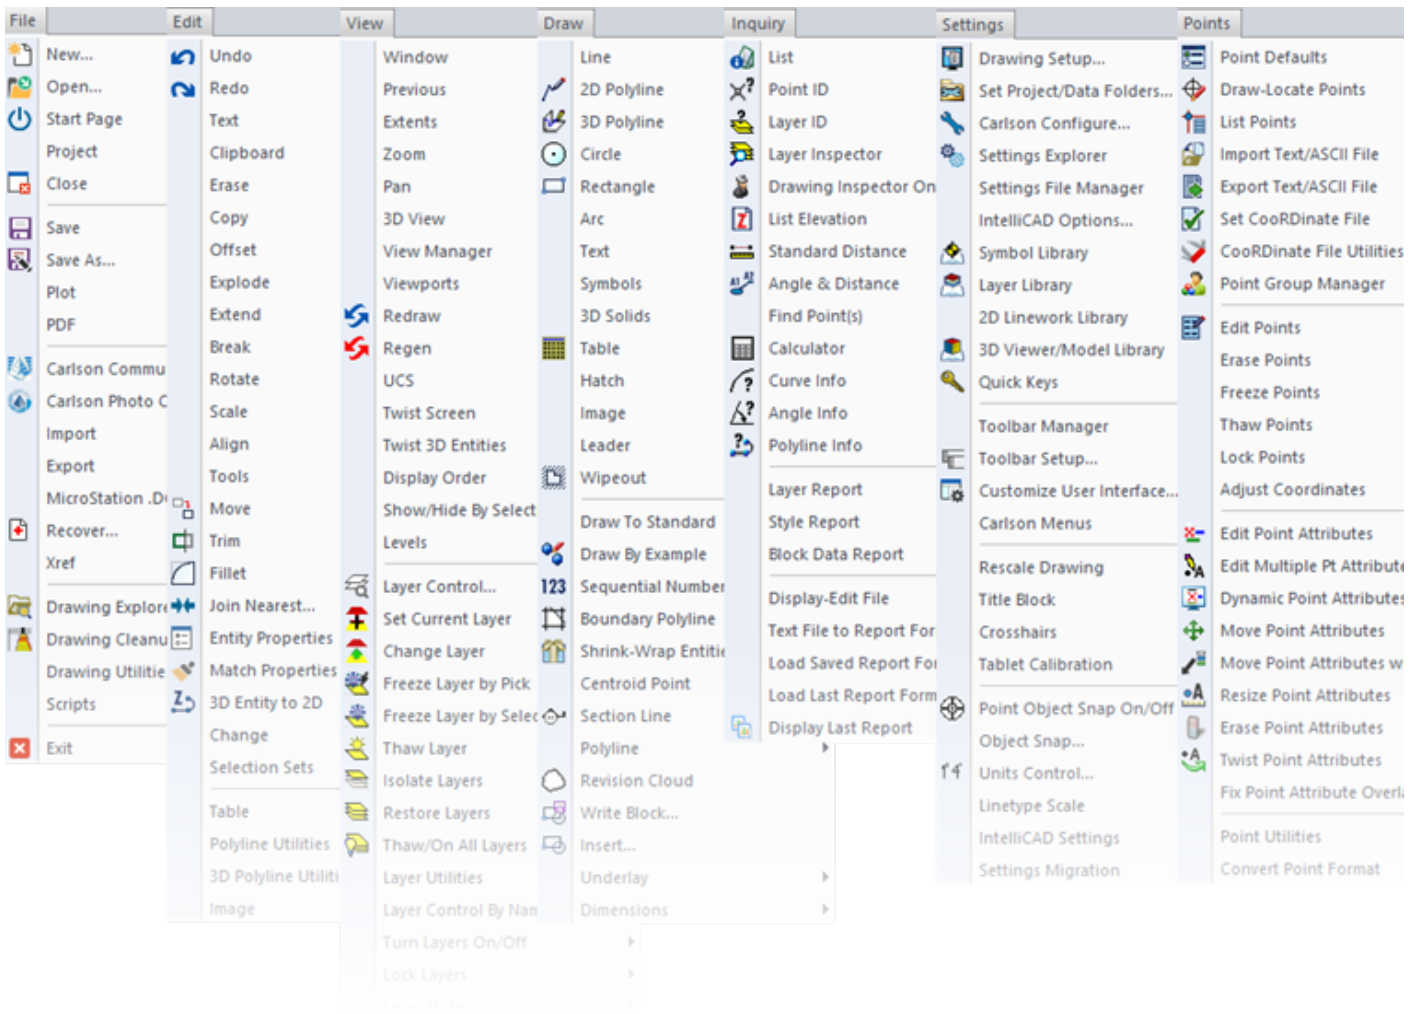 File
New...
Open...
Start Page
Project
Close
Save
Save As...
Plot
PDF
Carlson Commu
Carlson Photo C
Import
Export
MicroStation .D
Recover...
Xref
Drawing Explore
Drawing Cleanu
Drawing Utilitie
Scripts
Exit
Edit
Undo
Redo
Text
Clipboard
Erase
Copy
Offset
Explode
Extend
Break
Rotate
Scale
Align
Tools
Move
Trim
Fillet
Join Nearest...
Entity Properties
Match Properties
3D Entity to 2D
Change
Selection Sets
Table
Polyline Utilities
3D Polyline Utiliti
Image
View
Window
Previous
Extents
Zoom
Pan
3D View
View Manager
Viewports
Redraw
Regen
UCS
Twist Screen
Twist 3D Entities
Display Order
Show/Hide By Select
Levels
Layer Control...
Set Current Layer
Change Layer
Freeze Layer by Pick
Freeze Layer by Selec
Thaw Layer
Isolate Layers
Restore Layers
Thaw/On All Layers
Layer Utilities
Layer Control By Nam
Turn Layers On/Off
Lock Layers
Draw
Line
2D Polyline
3D Polyline
Circle
Rectangle
Arc
Text
Symbols
3D Solids
Table
Hatch
Image
Leader
Wipeout
Draw To Standard
Draw By Example
123 Sequential Number
Boundary Polyline
Shrink-Wrap Entitie
Centroid Point
Section Line
Polyline
Revision Cloud
Write Block...
Insert...
Underlay
Dimensions
Inquiry
List
Point ID
Layer ID
Layer Inspector
Drawing Inspector On
List Elevation
Standard Distance
Angle & Distance
Find Point(s)
Calculator
Curve Info
Angle Info
Polyline Info
Layer Report
Style Report
Block Data Report
Display-Edit File
Text File to Report For
Load Saved Report For
Load Last Report Form
Display Last Report
Settings
Drawing Setup...
Set Project/Data Folders...
Carlson Configure...
Settings Explorer
Settings File Manager
IntelliCAD Options...
Symbol Library
Layer Library
2D Linework Library
3D Viewer/Model Library
Quick Keys
Toolbar Manager
Toolbar Setup...
Customize User Interface...
Carlson Menus
Rescale Drawing
Title Block
Crosshairs
Tablet Calibration
Point Object Snap On/Off
Object Snap...
Units Control...
Linetype Scale
IntelliCAD Settings
Settings Migration
Points
Point Defaults
Draw-Locate Points
List Points
Import Text/ASCII File
Export Text/ASCII File
Set CooRDinate File
CooRDinate File Utilities
Point Group Manager
Edit Points
Erase Points
Freeze Points
Thaw Points
Lock Points
Adjust Coordinates
Edit Point Attributes
Edit Multiple Pt Attribute
Dynamic Point Attributes
Move Point Attributes
Move Point Attributes w
Resize Point Attributes
Erase Point Attributes
Twist Point Attributes
Fix Point Attribute Overla
Point Utilities
Convert Point Format